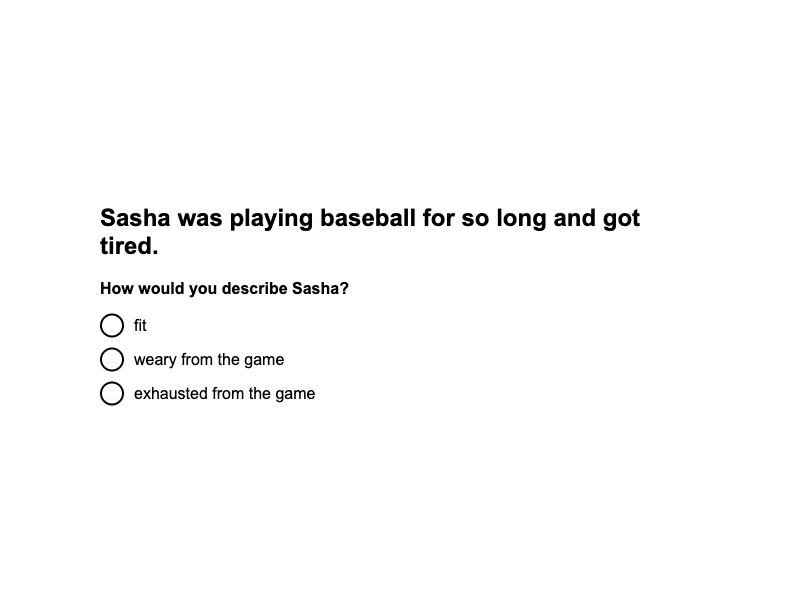 Sasha was playing baseball for so long and got
tired.
How would you describe Sasha?
fit
weary from the game
exhausted from the game